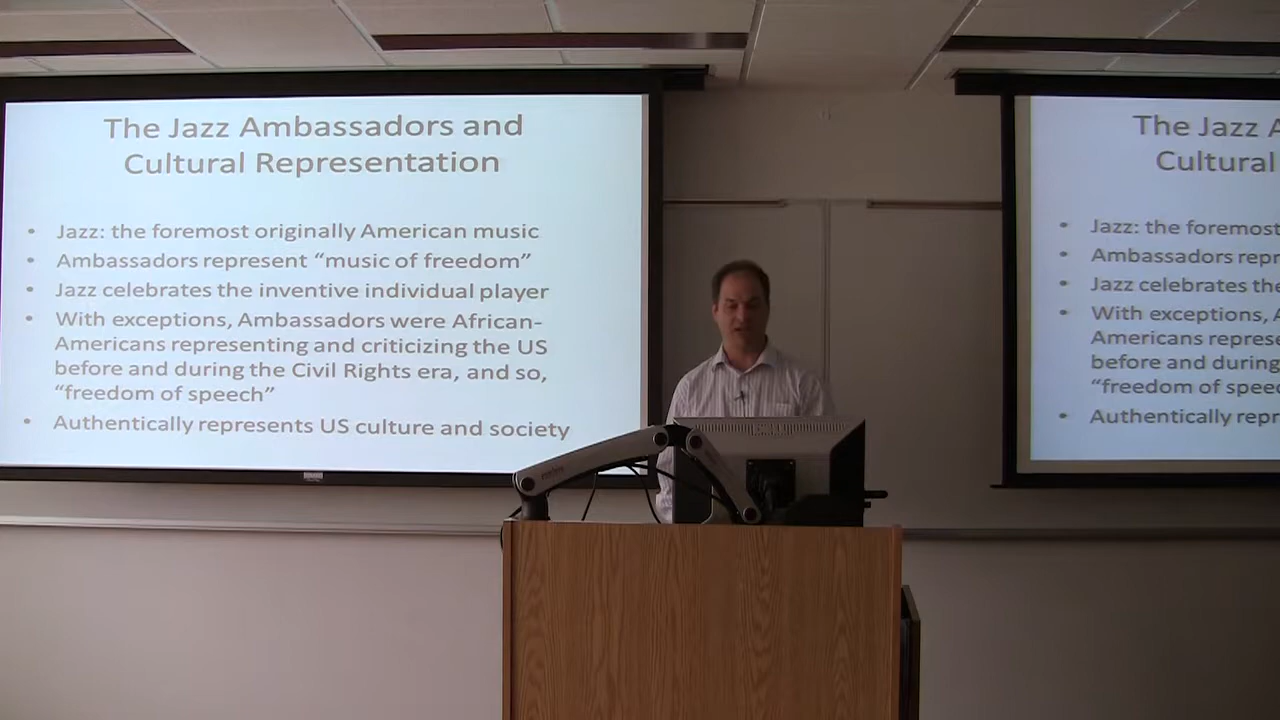 The Jazz Ambassadors and
Cultural Representation
• Jazz: the foremost originally American music
• Ambassadors represent “music of freedom”
• Jazz celebrates the inventive individual player
• With exceptions, Ambassadors were African-
Americans representing and criticizing the US
before and during the Civil Rights era, and so,
“freedom of speech”
• Authentically represents US culture and society
The Jazz
Cultural
• Jazz: the foremost
• Ambassadors repr
• Jazz celebrates the
• With exceptions,
Americans repres
before and during
“freedom of spee
• Authentically repr